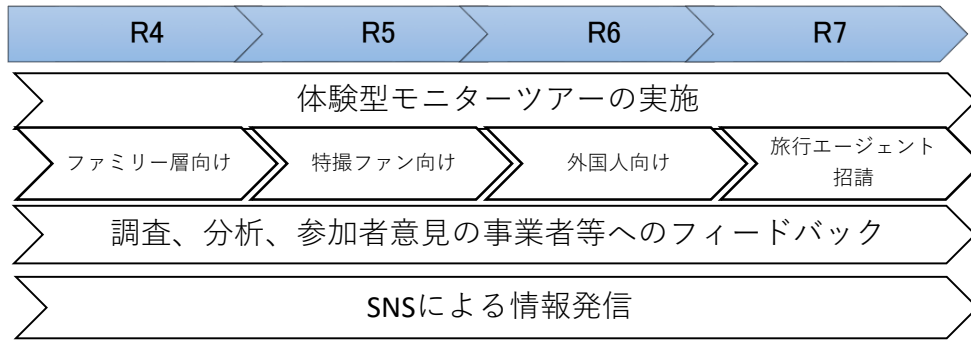 R4 R5 R6 R7
体験型モニターツアーの実施
ファミリー層向け 特撮ファン向け 外国人向け 旅行エージェント
招請
調査、分析、参加者意見の事業者等へのフィードバック
SNSによる情報発信